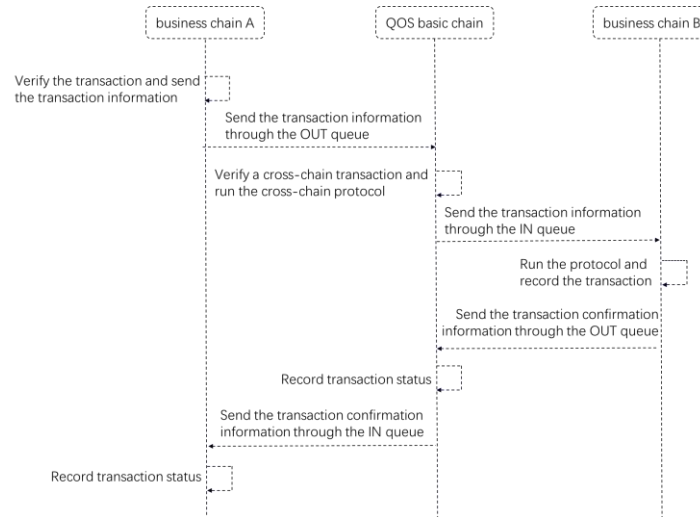 business chain A
QOS basic chain
business chain B
Verify the transaction and send
the transaction information
Send the transaction information
through the OUT queue
Verify a cross-chain transaction and
run the cross-chain protocol
Send the transaction information
through the IN queue
Run the protocol and
record the transaction
Send the transaction confirmation
information through the OUT queue
Record transaction status
Send the transaction confirmation
information through the IN queue
Record transaction status